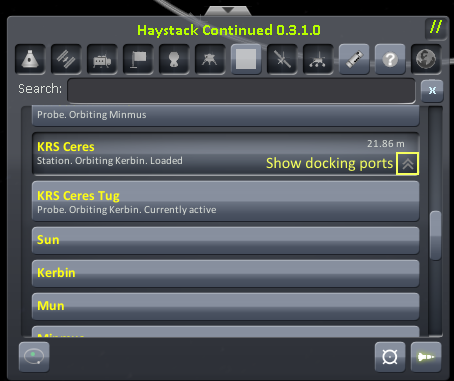 Haystack Continued 0.3.1.0
//
?
Search:
x
Probe. Orbiting Minmus
KRS Ceres
21.86 m
Station. Orbiting Kerbin. Loaded
Show docking ports
KRS Ceres Tug
Probe. Orbiting Kerbin. Currently active
Sun
Kerbin
Mun
Minmus